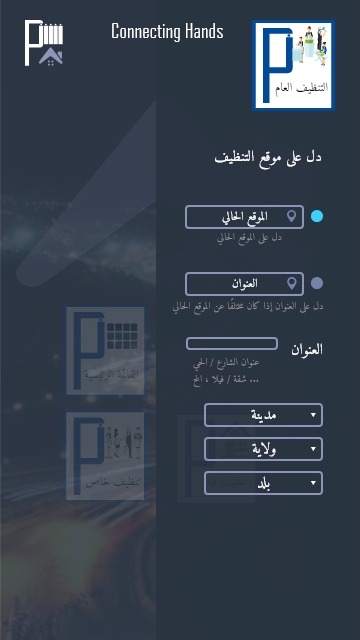 Connecting Hands
التنظيف العام
دل على موقع التنظيف
الموقع الحالي
دل على الموقع الحالي
العنوان
دل على العنوان إذا كان مختلفًا عن الموقع الحالي
العنوان
عنوان الشارع / الحي
شقة / فيلا ، الخ ...
القائمة الرئيسية
مدينة
ولاية
تنظيف خاص
بلد